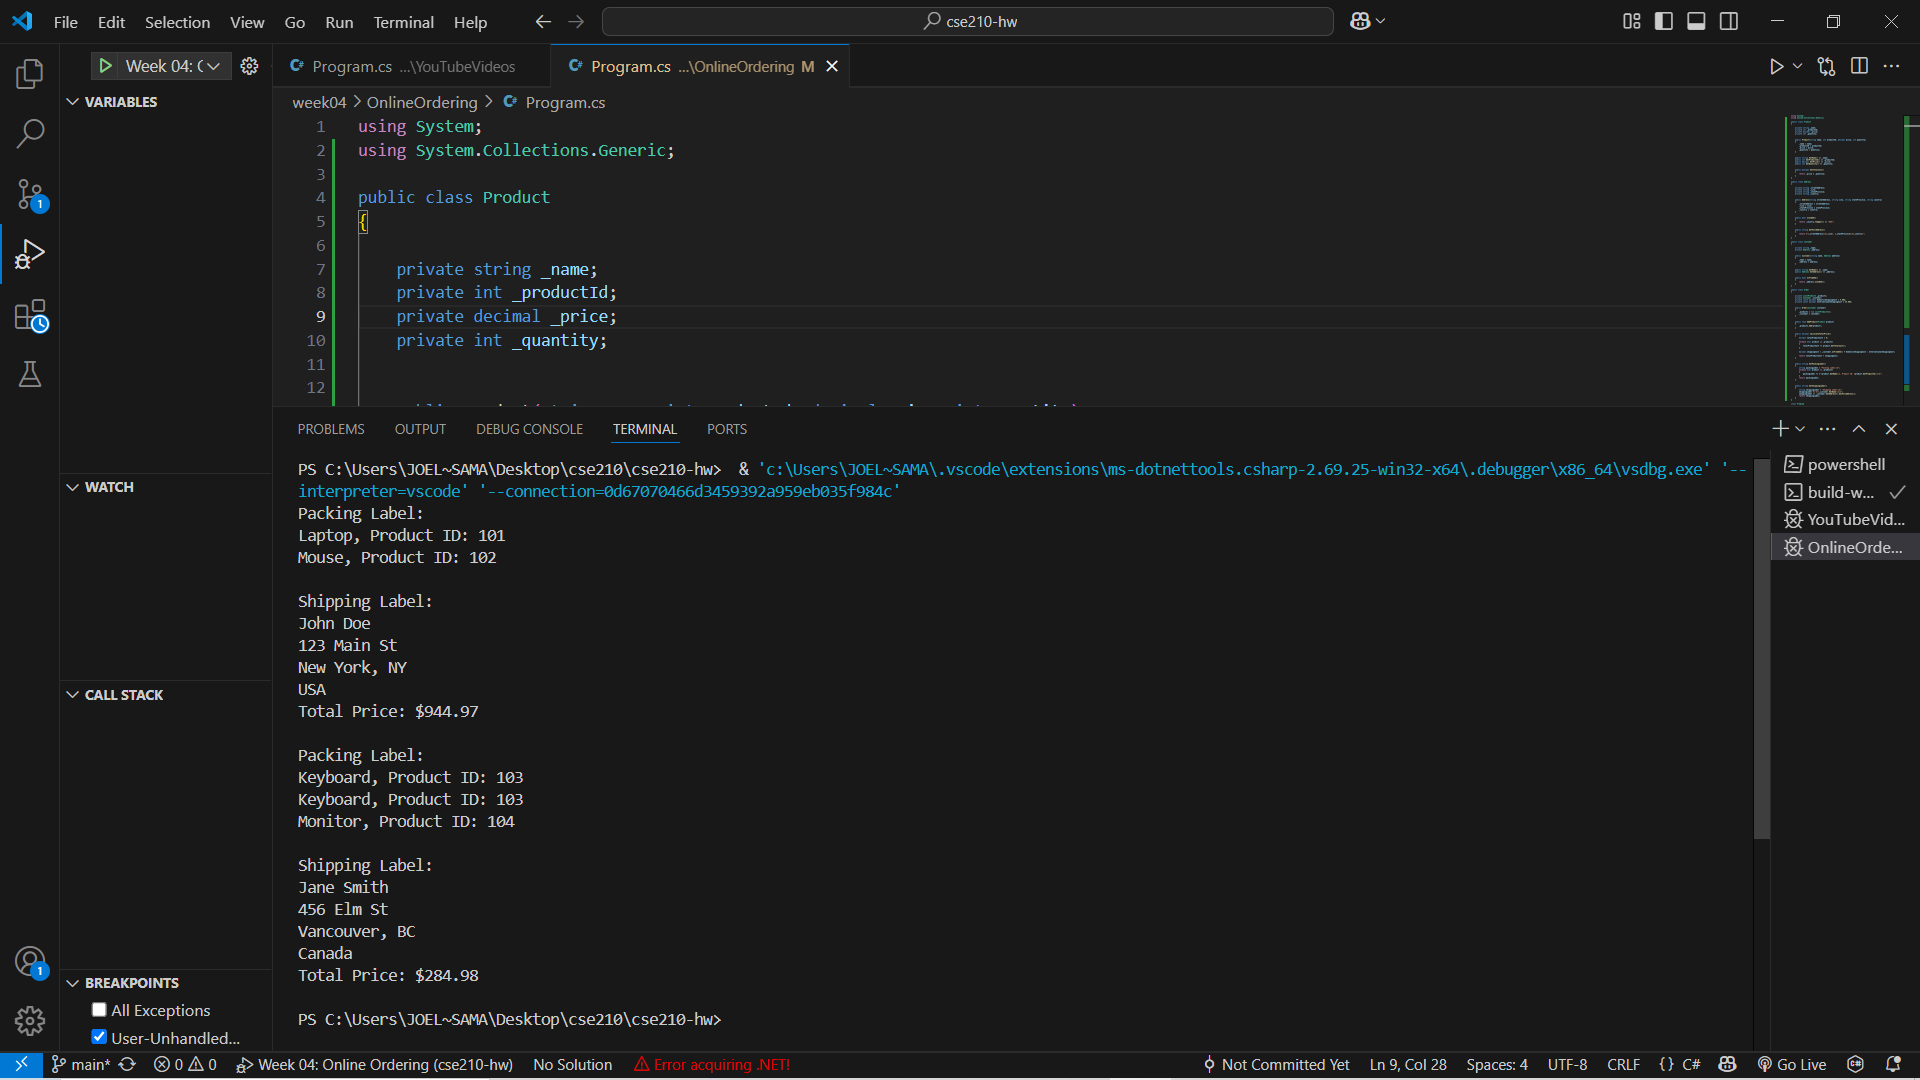 File Edit Selection View Go Run Terminal Help
cse210-hw
Week 04: (
Program.cs ...\YouTubeVideos
Program.cs ...\OnlineOrdering M
VARIABLES
week04 > OnlineOrdering > Program.cs
1 using System;
2 using System.Collections.Generic;
3
4 public class Product
5 {
6
7 private string _name;
8 private int _productId;
9 private decimal _price;
10 private int _quantity;
11
12
WATCH
CALL STACK
BREAKPOINTS
All Exceptions
User-Unhandled...
PROBLEMS OUTPUT DEBUG CONSOLE TERMINAL PORTS
PS C:\Users\JOEL~SAMA\Desktop\cse210\cse210-hw> & 'c:\Users\JOEL~SAMA\.vscode\extensions\ms-dotnettools.csharp-2.69.25-win32-x64\.debugger\x86_64\vsdbg.exe' '--
interpreter=vscode' '--connection=0d67070466d3459392a959eb035f984c'
Packing Label:
Laptop, Product ID: 101
Mouse, Product ID: 102
Shipping Label:
John Doe
123 Main St
New York, NY
USA
Total Price: $944.97
Packing Label:
Keyboard, Product ID: 103
Keyboard, Product ID: 103
Monitor, Product ID: 104
Shipping Label:
Jane Smith
456 Elm St
Vancouver, BC
Canada
Total Price: $284.98
PS C:\Users\JOEL~SAMA\Desktop\cse210\cse210-hw>
powershell
build-w...
YouTubeVid...
OnlineOrde...
1
1
main* 0 0 Week 04: Online Ordering (cse210-hw) No Solution Error acquiring .NET! Not Committed Yet Ln 9, Col 28 Spaces: 4 UTF-8 CRLF {} C# Go Live